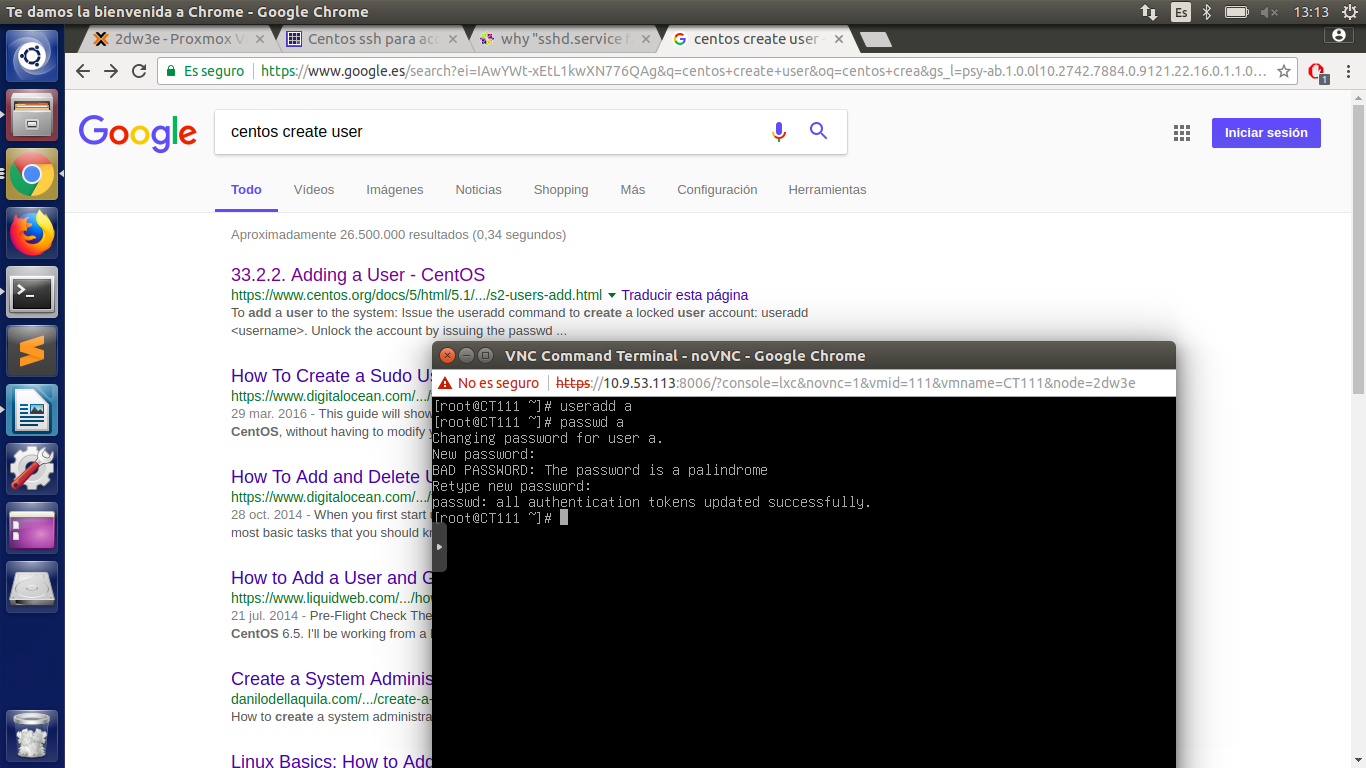 Te damos la bienvenida a Chrome - Google Chrome
Es
13:13
2dw3e - Proxmox V
Centos ssh para acc
why "sshd.service f
centos create user -
Es seguro
https://www.google.es/search?ei=IAwYWt-xEtL1kwXN776QAg&q=centos+create+user&oq=centos+crea&gs_l=psy-ab.1.0.0l10.2742.7884.0.9121.22.16.0.1.1.0...
1
Google
centos create user
Iniciar sesión
Todo Vídeos Imágenes Noticias Shopping Más Configuración Herramientas
Aproximadamente 26.500.000 resultados (0,34 segundos)
33.2.2. Adding a User - CentOS
https://www.centos.org/docs/5/html/5.1/.../s2-users-add.html Traducir esta página
To add a user to the system: Issue the useradd command to create a locked user account: useradd
<username>. Unlock the account by issuing the passwd ...
How To Create a Sudo Us
https://www.digitalocean.com/.../
29 mar. 2016 - This guide will show
CentOS, without having to modify y
How To Add and Delete U
https://www.digitalocean.com/.../
28 oct. 2014 - When you first start
most basic tasks that you should kn
How to Add a User and G
https://www.liquidweb.com/.../how
21 jul. 2014 - Pre-Flight Check The
CentOS 6.5. I'll be working from a
Create a System Adminis
danilodellaquila.com/.../create-a-
How to create a system administra
Linux Basics: How to Add
VNC Command Terminal - noVNC - Google Chrome
No es seguro
https://10.9.53.113:8006/?console=lxc&novnc=1&vmid=111&vmname=CT111&node=2dw3e
[root@CT111 ~]# useradd a
[root@CT111 ~]# passwd a
Changing password for user a.
New password:
BAD PASSWORD: The password is a palindrome
Retype new password:
passwd: all authentication tokens updated successfully.
[root@CT111 ~]#